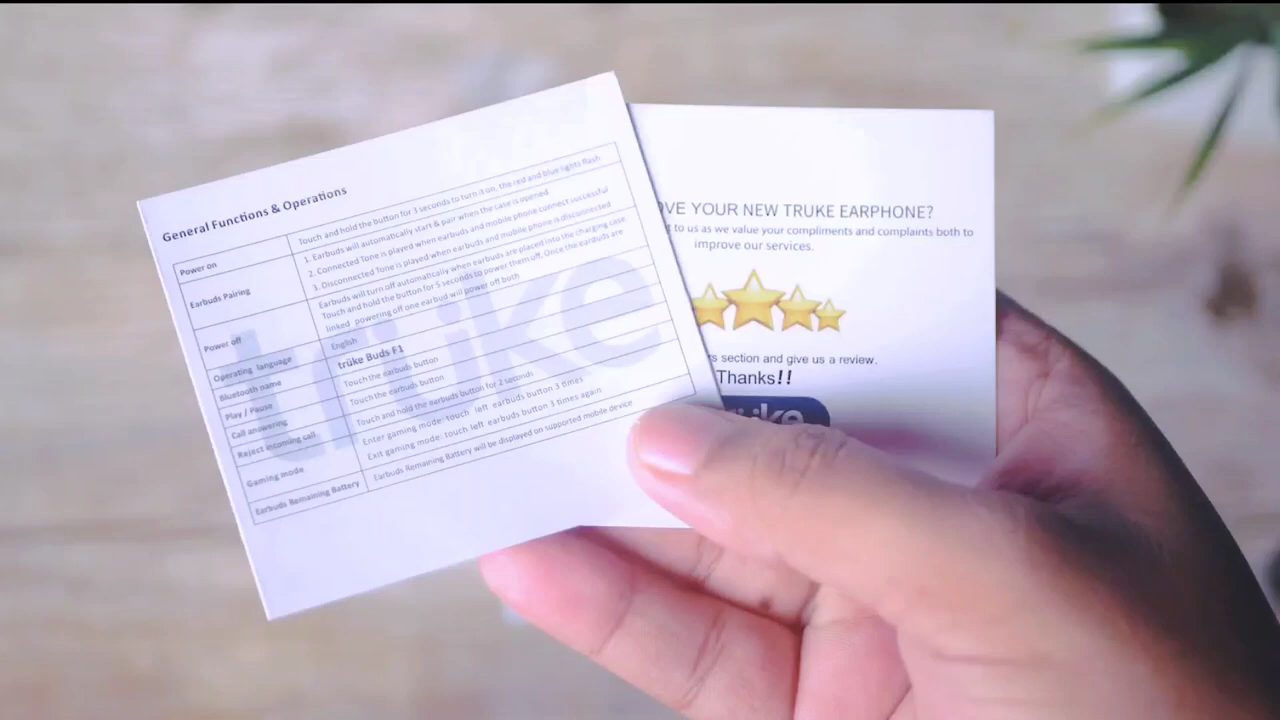 General Functions & Operations
Power on
Touch and hold the button for 3 seconds to turn it on, the red and blue lights flash
Earbuds Pairing
1. Earbuds will automatically start & pair when the case is opened
2. Connected Tone is played when earbuds and mobile phone connect successful
3. Disconnected Tone is played when earbuds and mobile phone is disconnected
Power off
Earbuds will turn off automatically when earbuds are placed into the charging case
Touch and hold the button for 5 seconds to power them off, Once the earbuds are
linked powering off one earbud will power off both
Operating language
English
Bluetooth name
trüke Buds F1
Play / Pause
Touch the earbuds button
Call answering
Touch the earbuds button
Reject incoming call
Touch and hold the earbuds button for 2 seconds
Gaming mode
Enter gaming mode: touch left earbuds button 3 times
Exit gaming mode: touch left earbuds button 3 times again
Earbuds Remaining Battery
Earbuds Remaining Battery will be displayed on supported mobile device
trüke
OVE YOUR NEW TRUKE EARPHONE?
to us as we value your compliments and complaints both to
improve our services.
section and give us a review.
Thanks!!
trüke